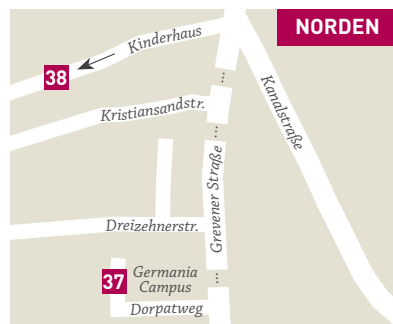 NORDEN
Kinderhaus
38
Kanalstraße
Kristiansandstr.
Grevener Straße
Dreizehnerstr.
37
Germania
Campus
Dorpatweg